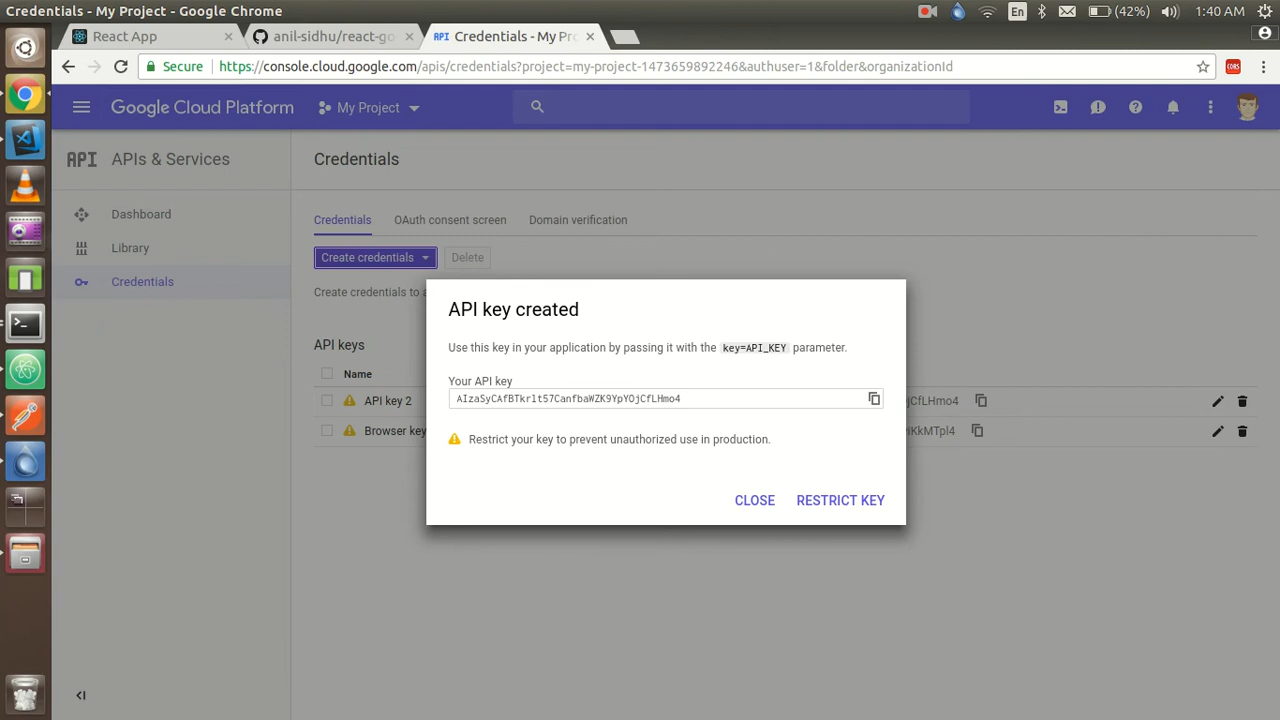 Credentials - My Project - Google Chrome
En
(42%)
1:40 AM
React App
anil-sidhu/react-go
API Credentials - My Pro
Secure
https://console.cloud.google.com/apis/credentials?project=my-project-1473659892246&authuser=1&folder&organizationId
CORS
Google Cloud Platform
My Project
API APIs & Services
Credentials
Dashboard
Library
Credentials
Credentials
OAuth consent screen
Domain verification
Create credentials
Delete
Create credentials to a
API keys
Name
API key 2
jCfLHmo4
Browser key
iKkMTpl4
API key created
Use this key in your application by passing it with the key=API_KEY parameter.
Your API key
AIzaSyCAfBTkr1t57CanfbaWZK9YpYOjCfLHmo4
Restrict your key to prevent unauthorized use in production.
CLOSE
RESTRICT KEY